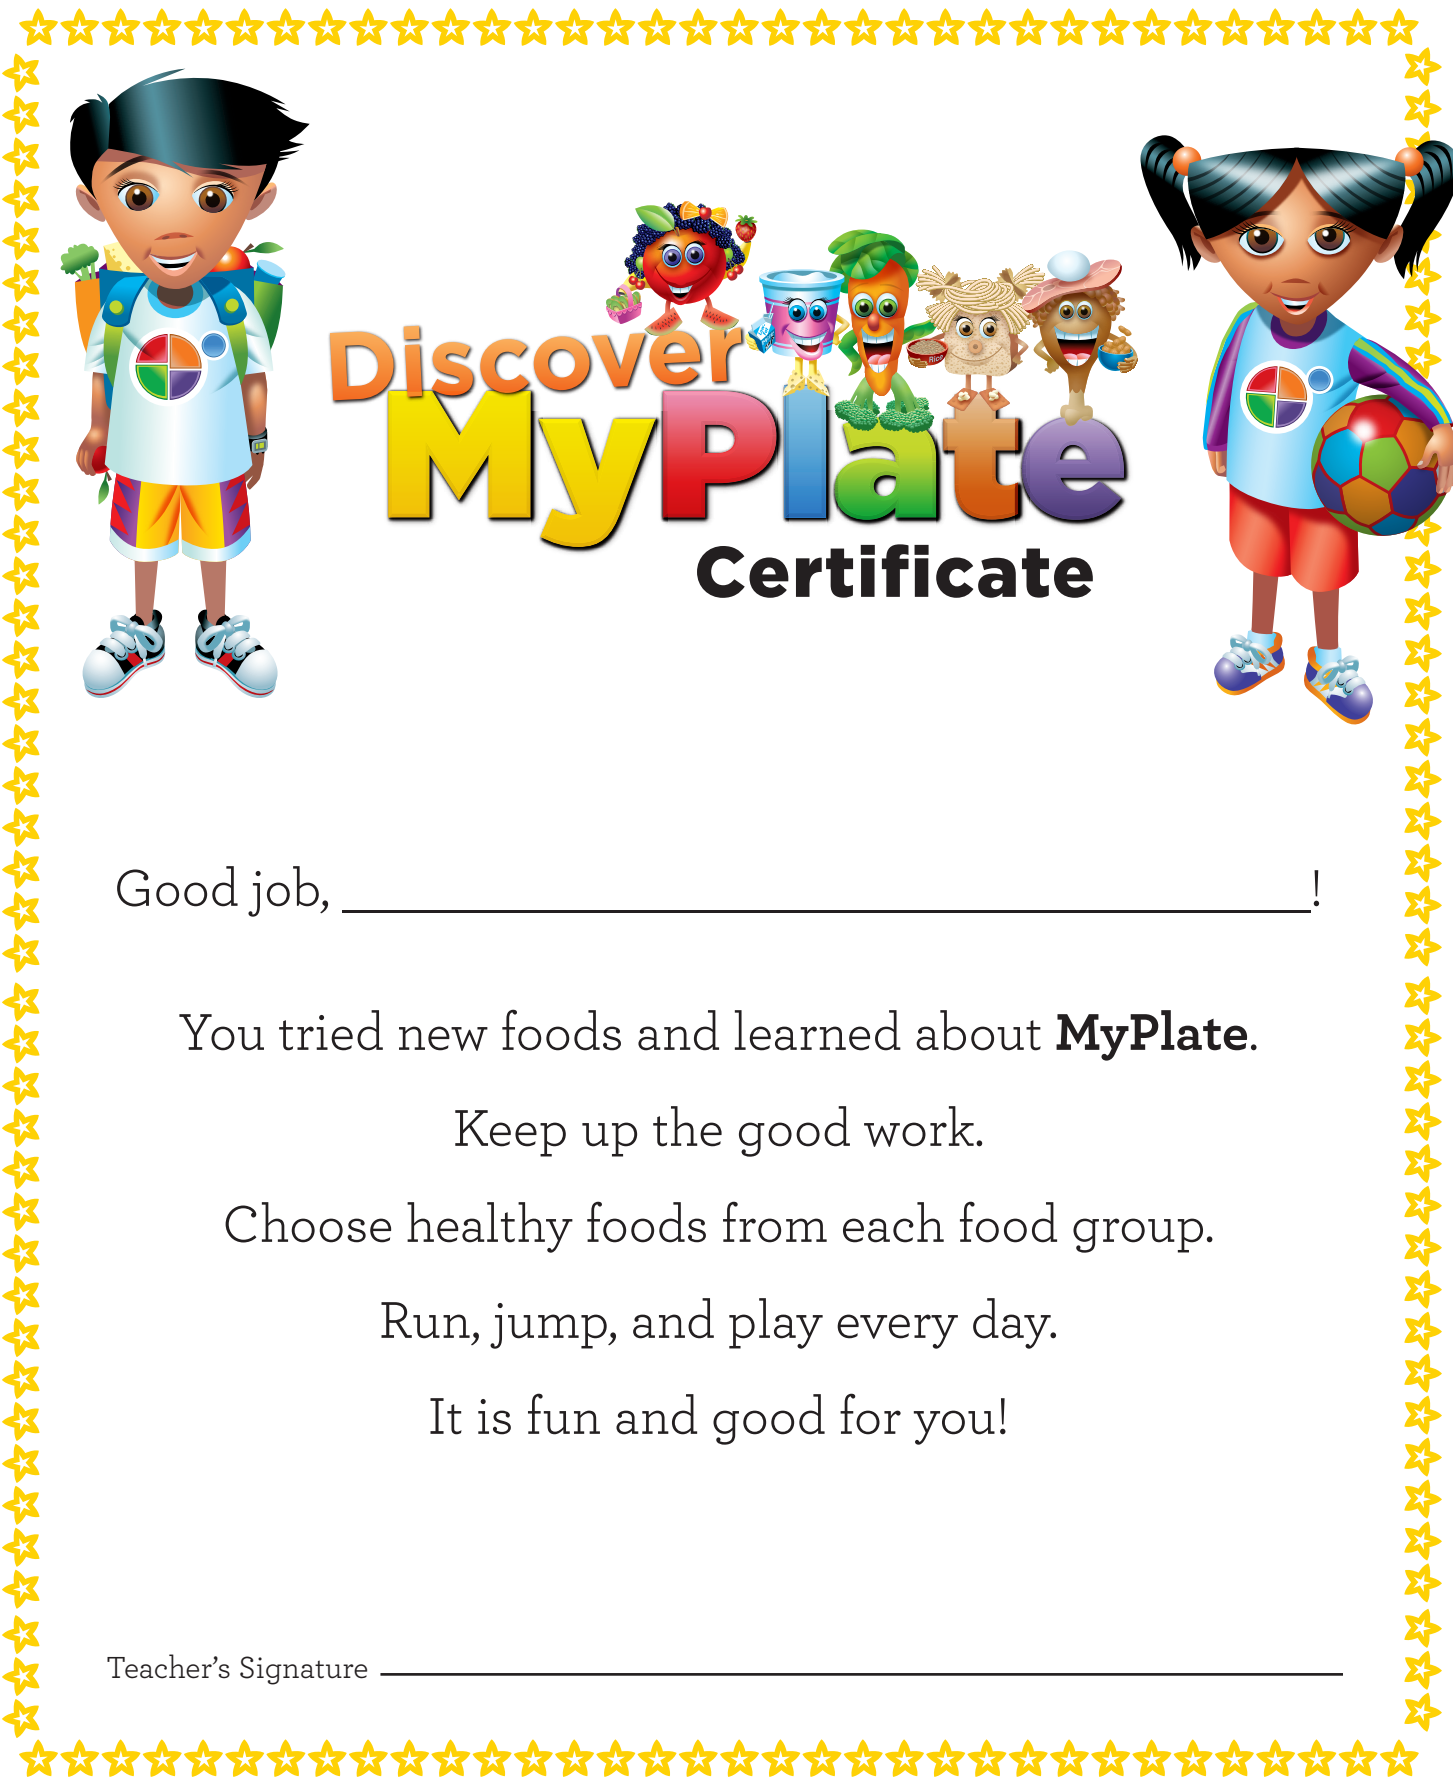 Discover
MyPlate
Rice
Certificate
Good job, !
You tried new foods and learned about MyPlate.
Keep up the good work.
Choose healthy foods from each food group.
Run, jump, and play every day.
It is fun and good for you!
Teacher’s Signature